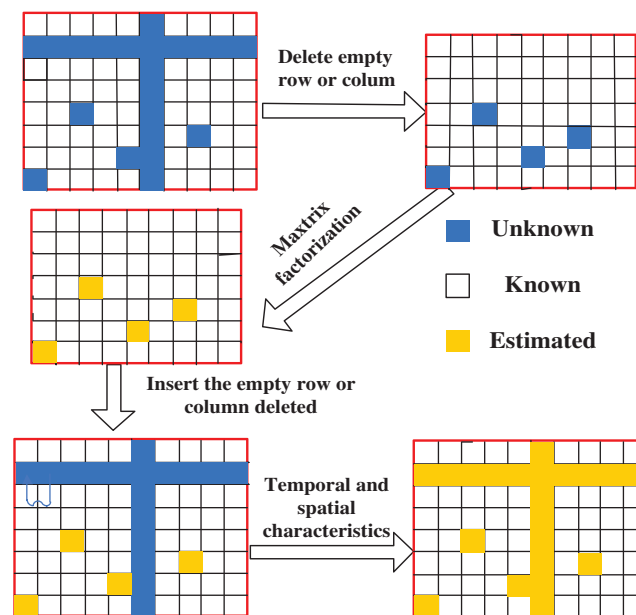 Delete empty
row or colum
Maxtrix
factorization
Unknown
Known
Estimated
Insert the empty row or
column deleted
Temporal and
spatial
characteristics